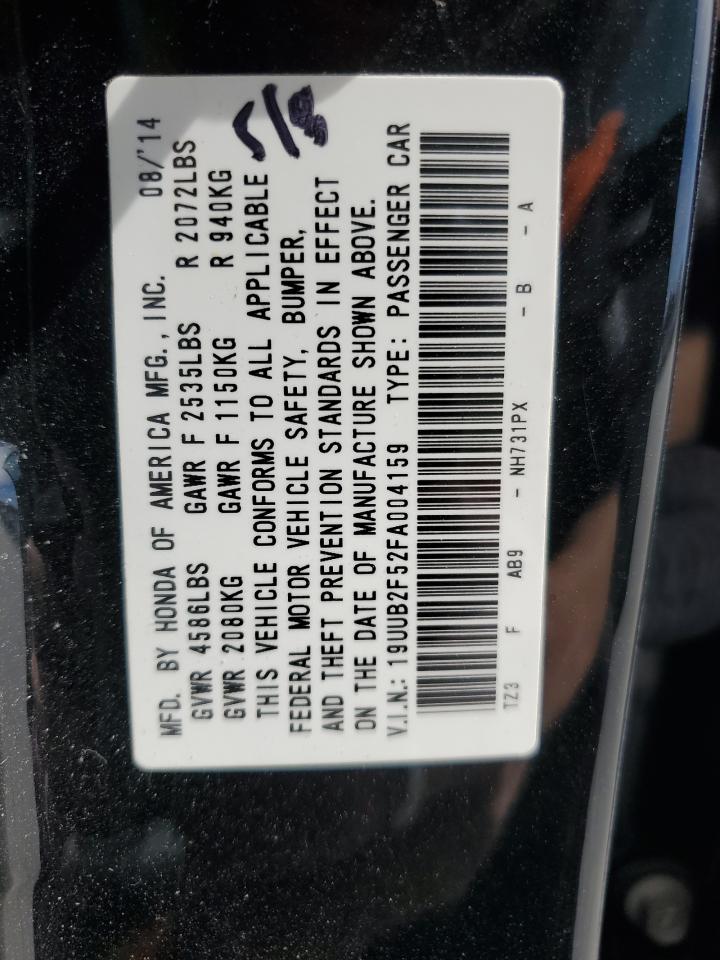 MFD. BY HONDA OF AMERICA MFG., INC. 08/'14
GVWR 4586LBS GAWR F 2535LBS R 2072LBS
GVWR 2080KG GAWR F 1150KG R 940KG
THIS VEHICLE CONFORMS TO ALL APPLICABLE
FEDERAL MOTOR VEHICLE SAFETY, BUMPER,
AND THEFT PREVENTION STANDARDS IN EFFECT
ON THE DATE OF MANUFACTURE SHOWN ABOVE.
V.I.N.: 19UUB2F52FA004159 TYPE: PASSENGER CAR
TZ3 F AB9 - NH731PX - B - A